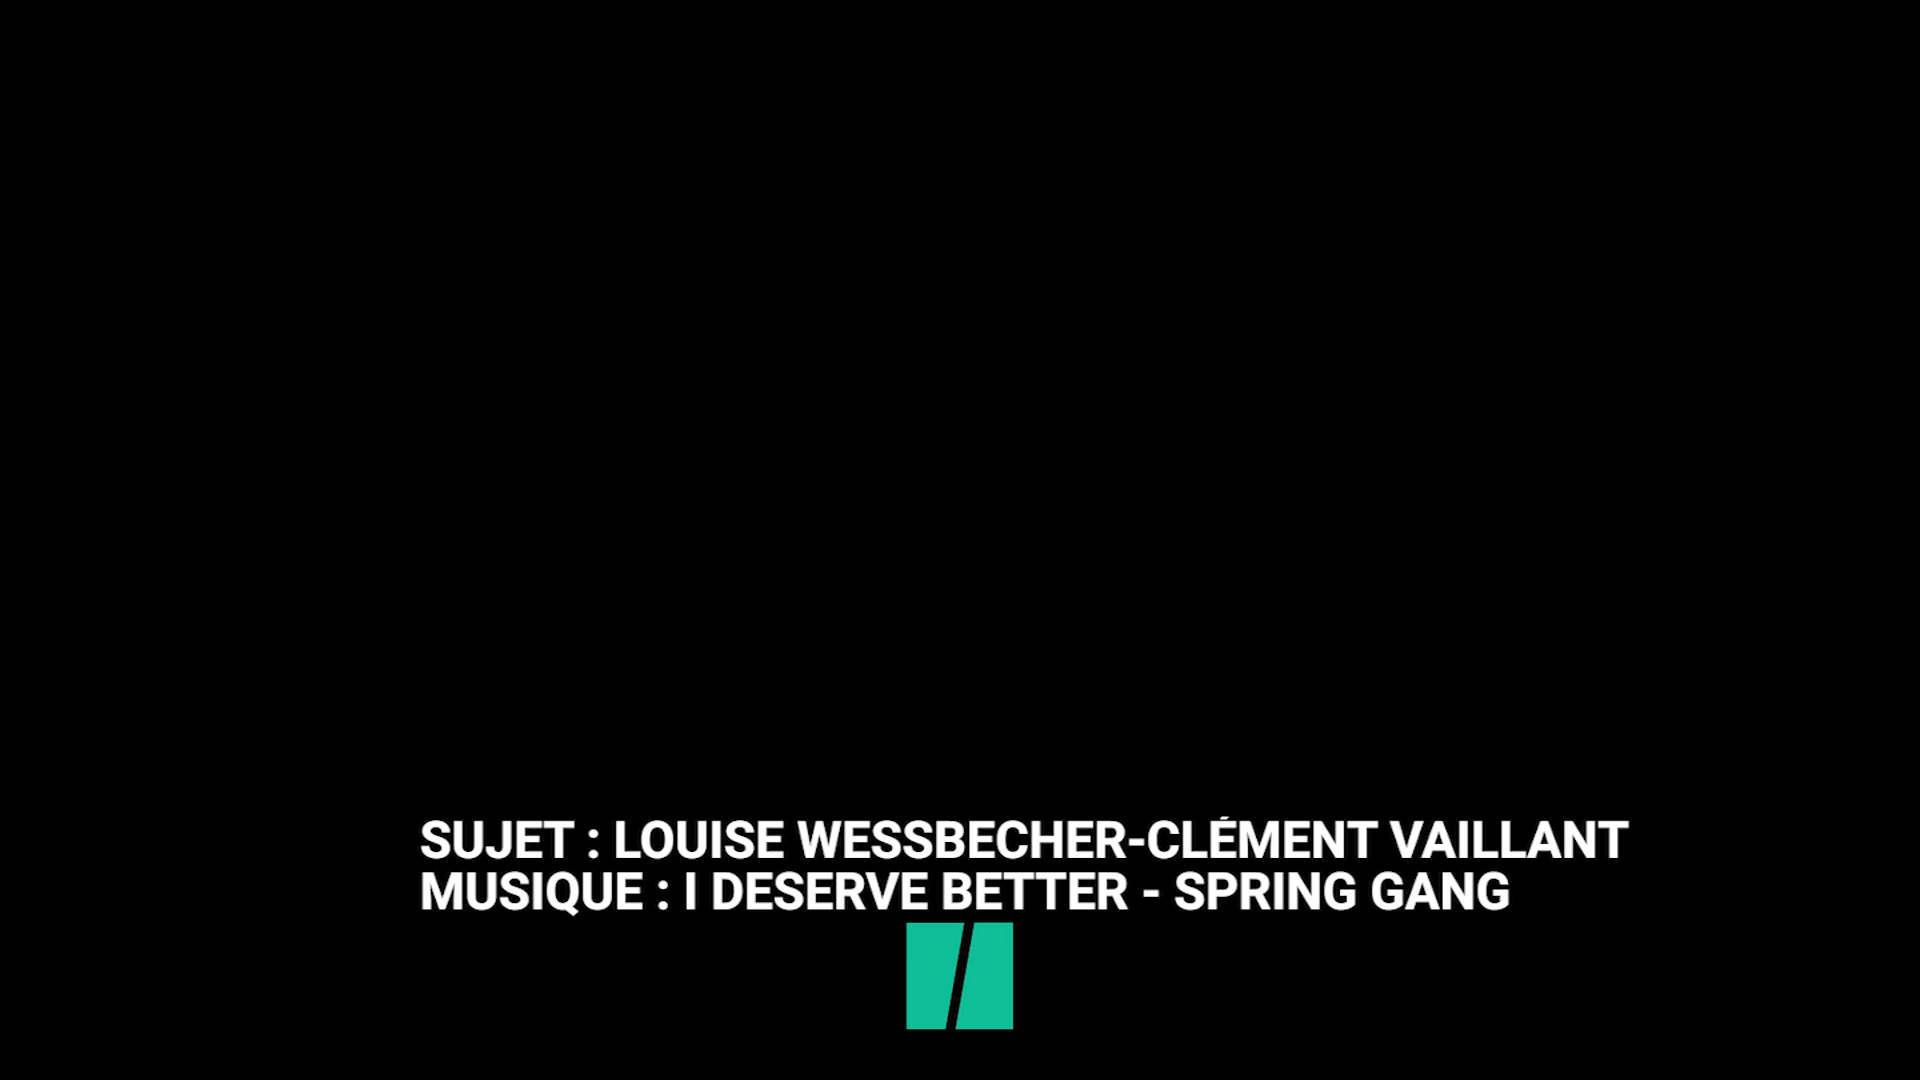 SUJET : LOUISE WESSBECHER-CLÉMENT VAILLANT
MUSIQUE : I DESERVE BETTER - SPRING GANG